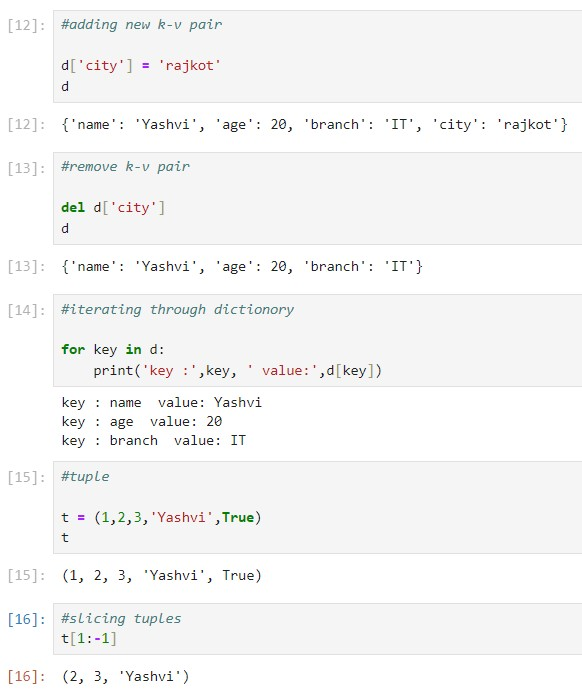 [12]: #adding new k-v pair
d['city'] = 'rajkot'
d
[12]: {'name': 'Yashvi', 'age': 20, 'branch': 'IT', 'city': 'rajkot'}
[13]: #remove k-v pair
del d['city']
d
[13]: {'name': 'Yashvi', 'age': 20, 'branch': 'IT'}
[14]: #iterating through dictionory
for key in d:
    print('key :',key, ' value:',d[key])
key : name  value: Yashvi
key : age  value: 20
key : branch  value: IT
[15]: #tuple
t = (1,2,3,'Yashvi',True)
t
[15]: (1, 2, 3, 'Yashvi', True)
[16]: #slicing tuples
t[1:-1]
[16]: (2, 3, 'Yashvi')